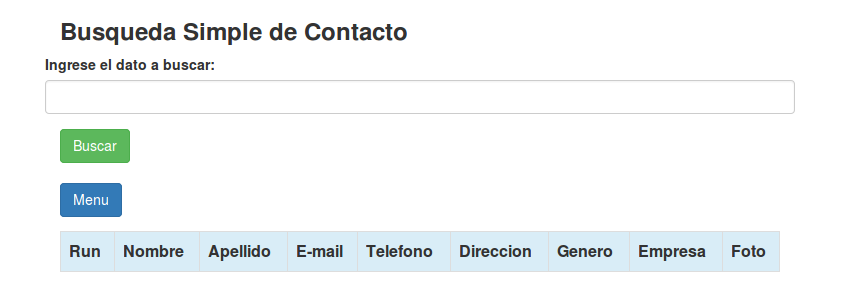 Busqueda Simple de Contacto
Ingrese el dato a buscar:
Buscar
Menu
Run Nombre Apellido E-mail Telefono Direccion Genero Empresa Foto